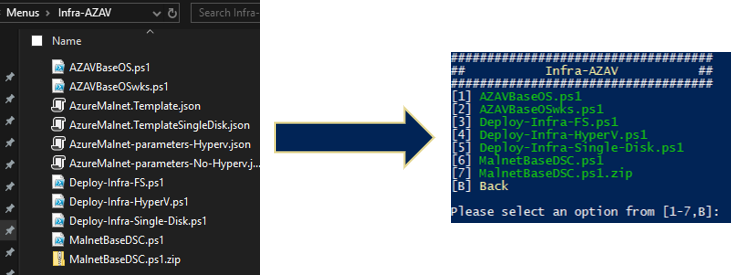 Menus > Infra-AZAV
Search Infra-
Name
AZAVBaseOS.ps1
AZAVBaseOSwks.ps1
AzureMalnet.Template.json
AzureMalnet.TemplateSingleDisk.json
AzureMalnet-parameters-Hyperv.json
AzureMalnet-parameters-No-Hyperv.j...
Deploy-Infra-FS.ps1
Deploy-Infra-HyperV.ps1
Deploy-Infra-Single-Disk.ps1
MalnetBaseDSC.ps1
MalnetBaseDSC.ps1.zip
###################################
## Infra-AZAV ##
###################################
[1] AZAVBaseOS.ps1
[2] AZAVBaseOSwks.ps1
[3] Deploy-Infra-FS.ps1
[4] Deploy-Infra-HyperV.ps1
[5] Deploy-Infra-Single-Disk.ps1
[6] MalnetBaseDSC.ps1
[7] MalnetBaseDSC.ps1.zip
[B] Back
Please select an option from [1-7,B]: